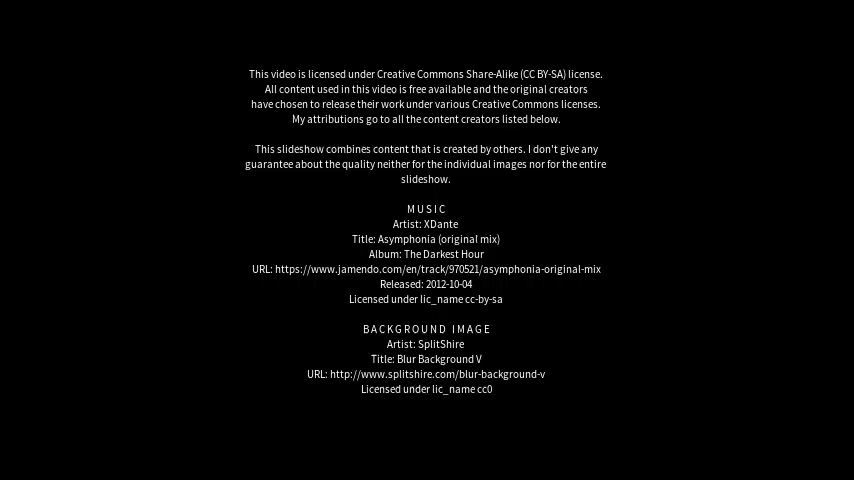 This video is licensed under Creative Commons Share-Alike (CC BY-SA) license.
All content used in this video is free available and the original creators
have chosen to release their work under various Creative Commons licenses.
My attributions go to all the content creators listed below.
This slideshow combines content that is created by others. I don't give any
guarantee about the quality neither for the individual images nor for the entire
slideshow.
MUSIC
Artist: XDante
Title: Asymphonia (original mix)
Album: The Darkest Hour
URL: https://www.jamendo.com/en/track/970521/asymphonia-original-mix
Released: 2012-10-04
Licensed under lic_name cc-by-sa
BACKGROUND IMAGE
Artist: SplitShire
Title: Blur Background V
URL: http://www.splitshire.com/blur-background-v
Licensed under lic_name cc0